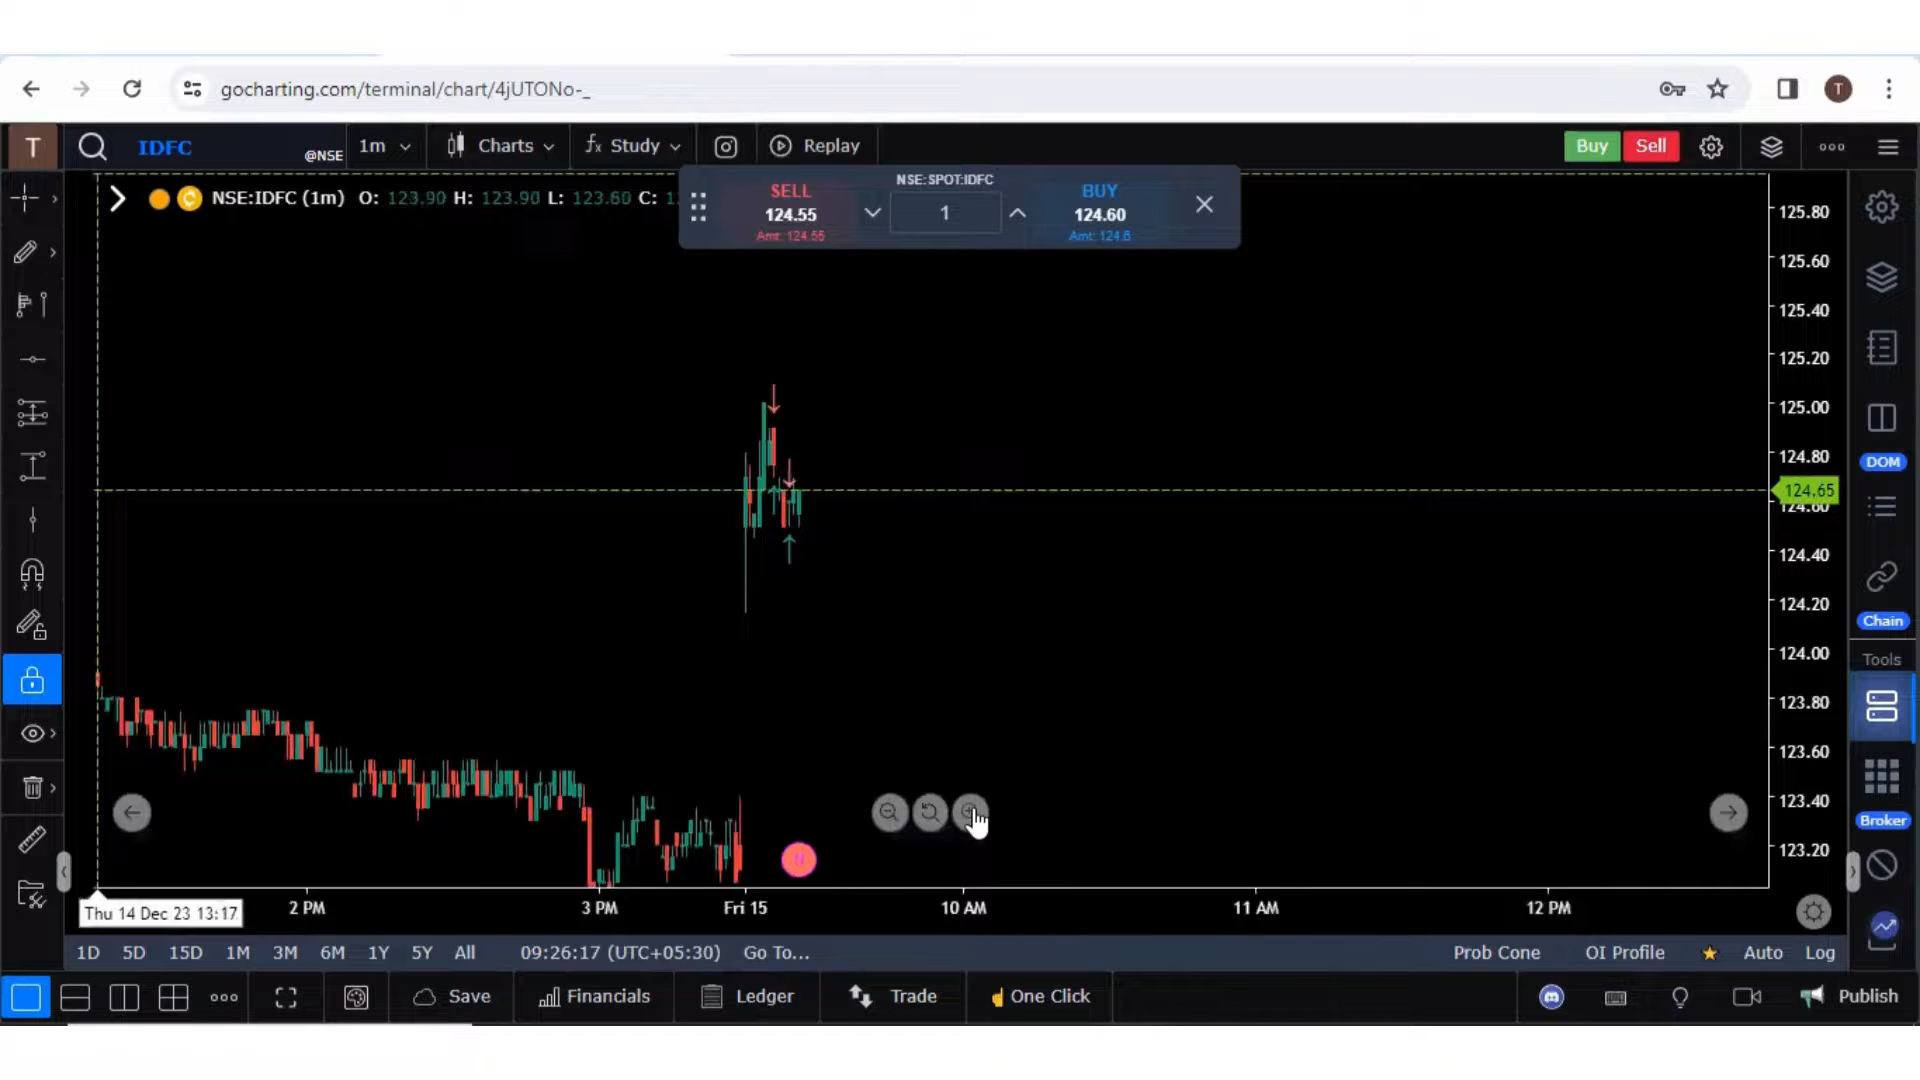 gocharting.com/terminal/chart/4jUTONo-_
T
T
IDFC
@NSE
1m
Charts
fx Study
Replay
Buy
Sell
NSE:IDFC (1m) O: 123.90 H: 123.90 L: 123.60 C:
NSE:SPOT:IDFC
SELL
124.55
Amt: 124.55
1
BUY
124.60
Amt: 124.6
125.80
125.60
125.40
125.20
125.00
124.80
124.65
124.60
124.40
124.20
124.00
123.80
123.60
123.40
123.20
DOM
Chain
Tools
Broker
N
Thu 14 Dec 23 13:17
2 PM
3 PM
Fri 15
10 AM
11 AM
12 PM
1D 5D 15D 1M 3M 6M 1Y 5Y All 09:26:17 (UTC+05:30) Go To... Prob Cone OI Profile Auto Log
Save Financials Ledger Trade One Click Publish